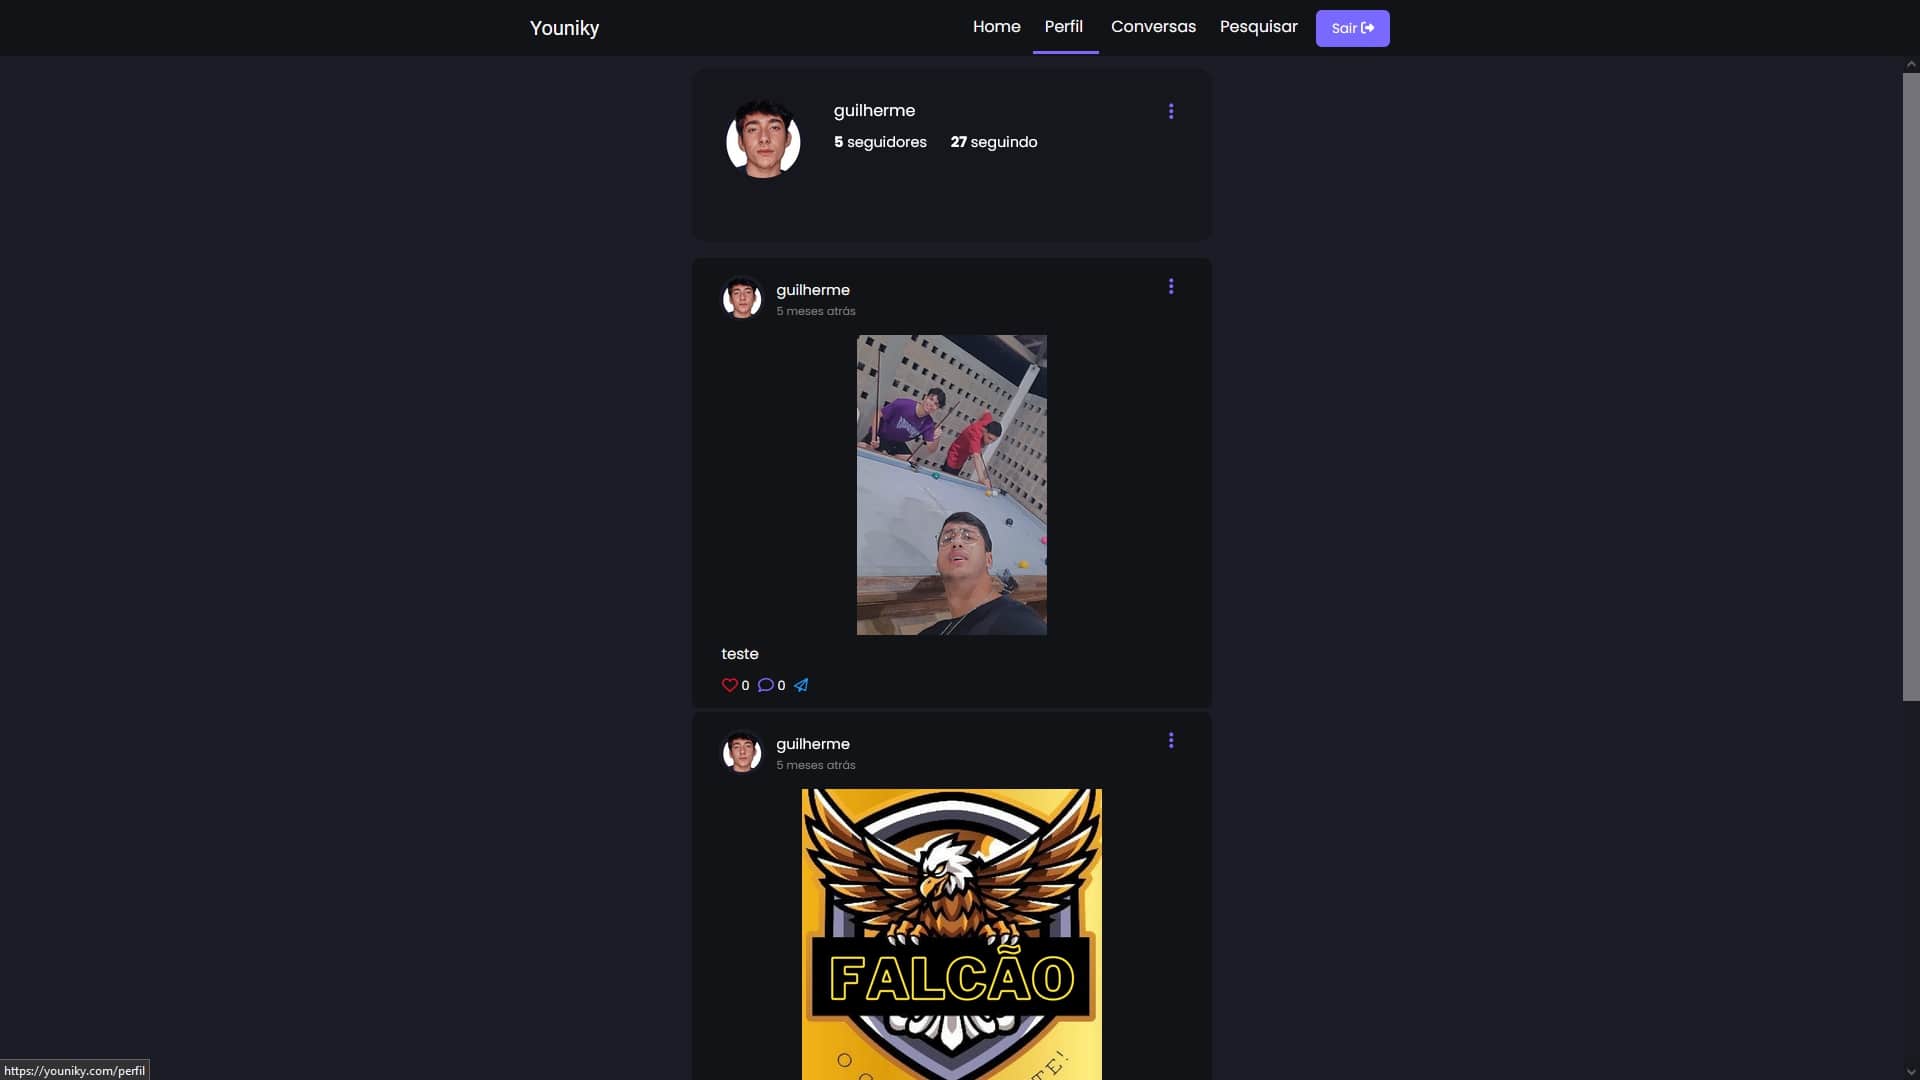 Youniky
Home
Perfil
Conversas
Pesquisar
Sair
guilherme
5 seguidores 27 seguindo
guilherme
5 meses atrás
teste
0 0
guilherme
5 meses atrás
FALCÃO
https://youniky.com/perfil